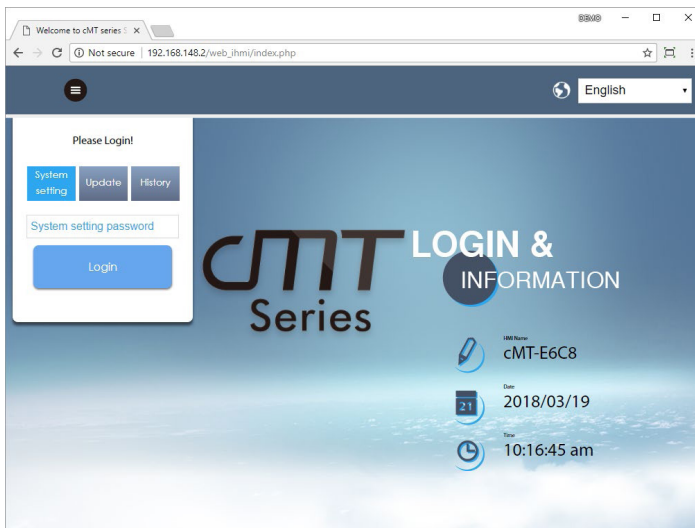 DEMO
Welcome to cMT series S
Not secure | 192.168.148.2/web_ihmi/index.php
English
Please Login!
System
setting
Update
History
System setting password
Login
cMT
Series
LOGIN &
INFORMATION
HMI Name
cMT-E6C8
Date
21
2018/03/19
Time
10:16:45 am